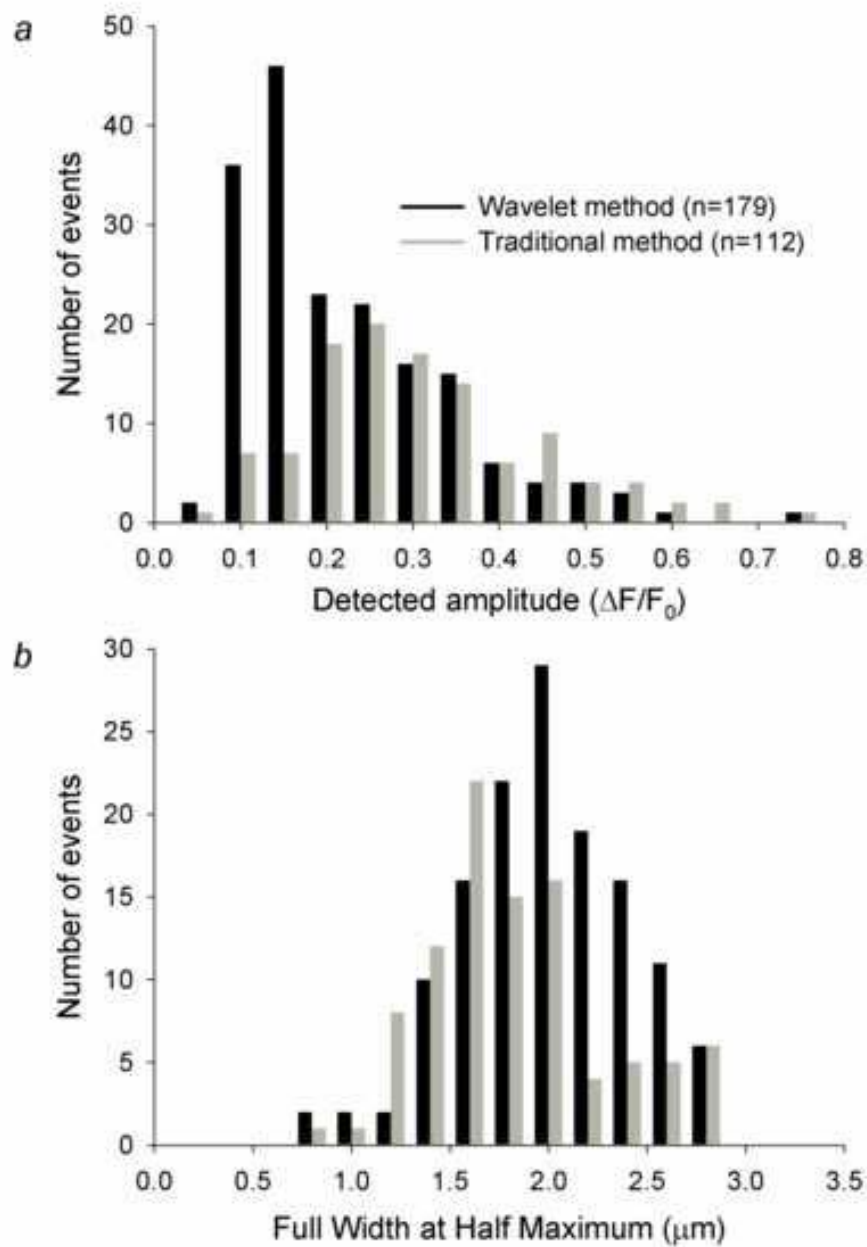 a
50
40
30
20
10
0
Number of events
Wavelet method (n=179)
Traditional method (n=112)
0.0 0.1 0.2 0.3 0.4 0.5 0.6 0.7 0.8
Detected amplitude (ΔF/F₀)
b
30
25
20
15
10
5
0
Number of events
0.0 0.5 1.0 1.5 2.0 2.5 3.0 3.5
Full Width at Half Maximum (μm)